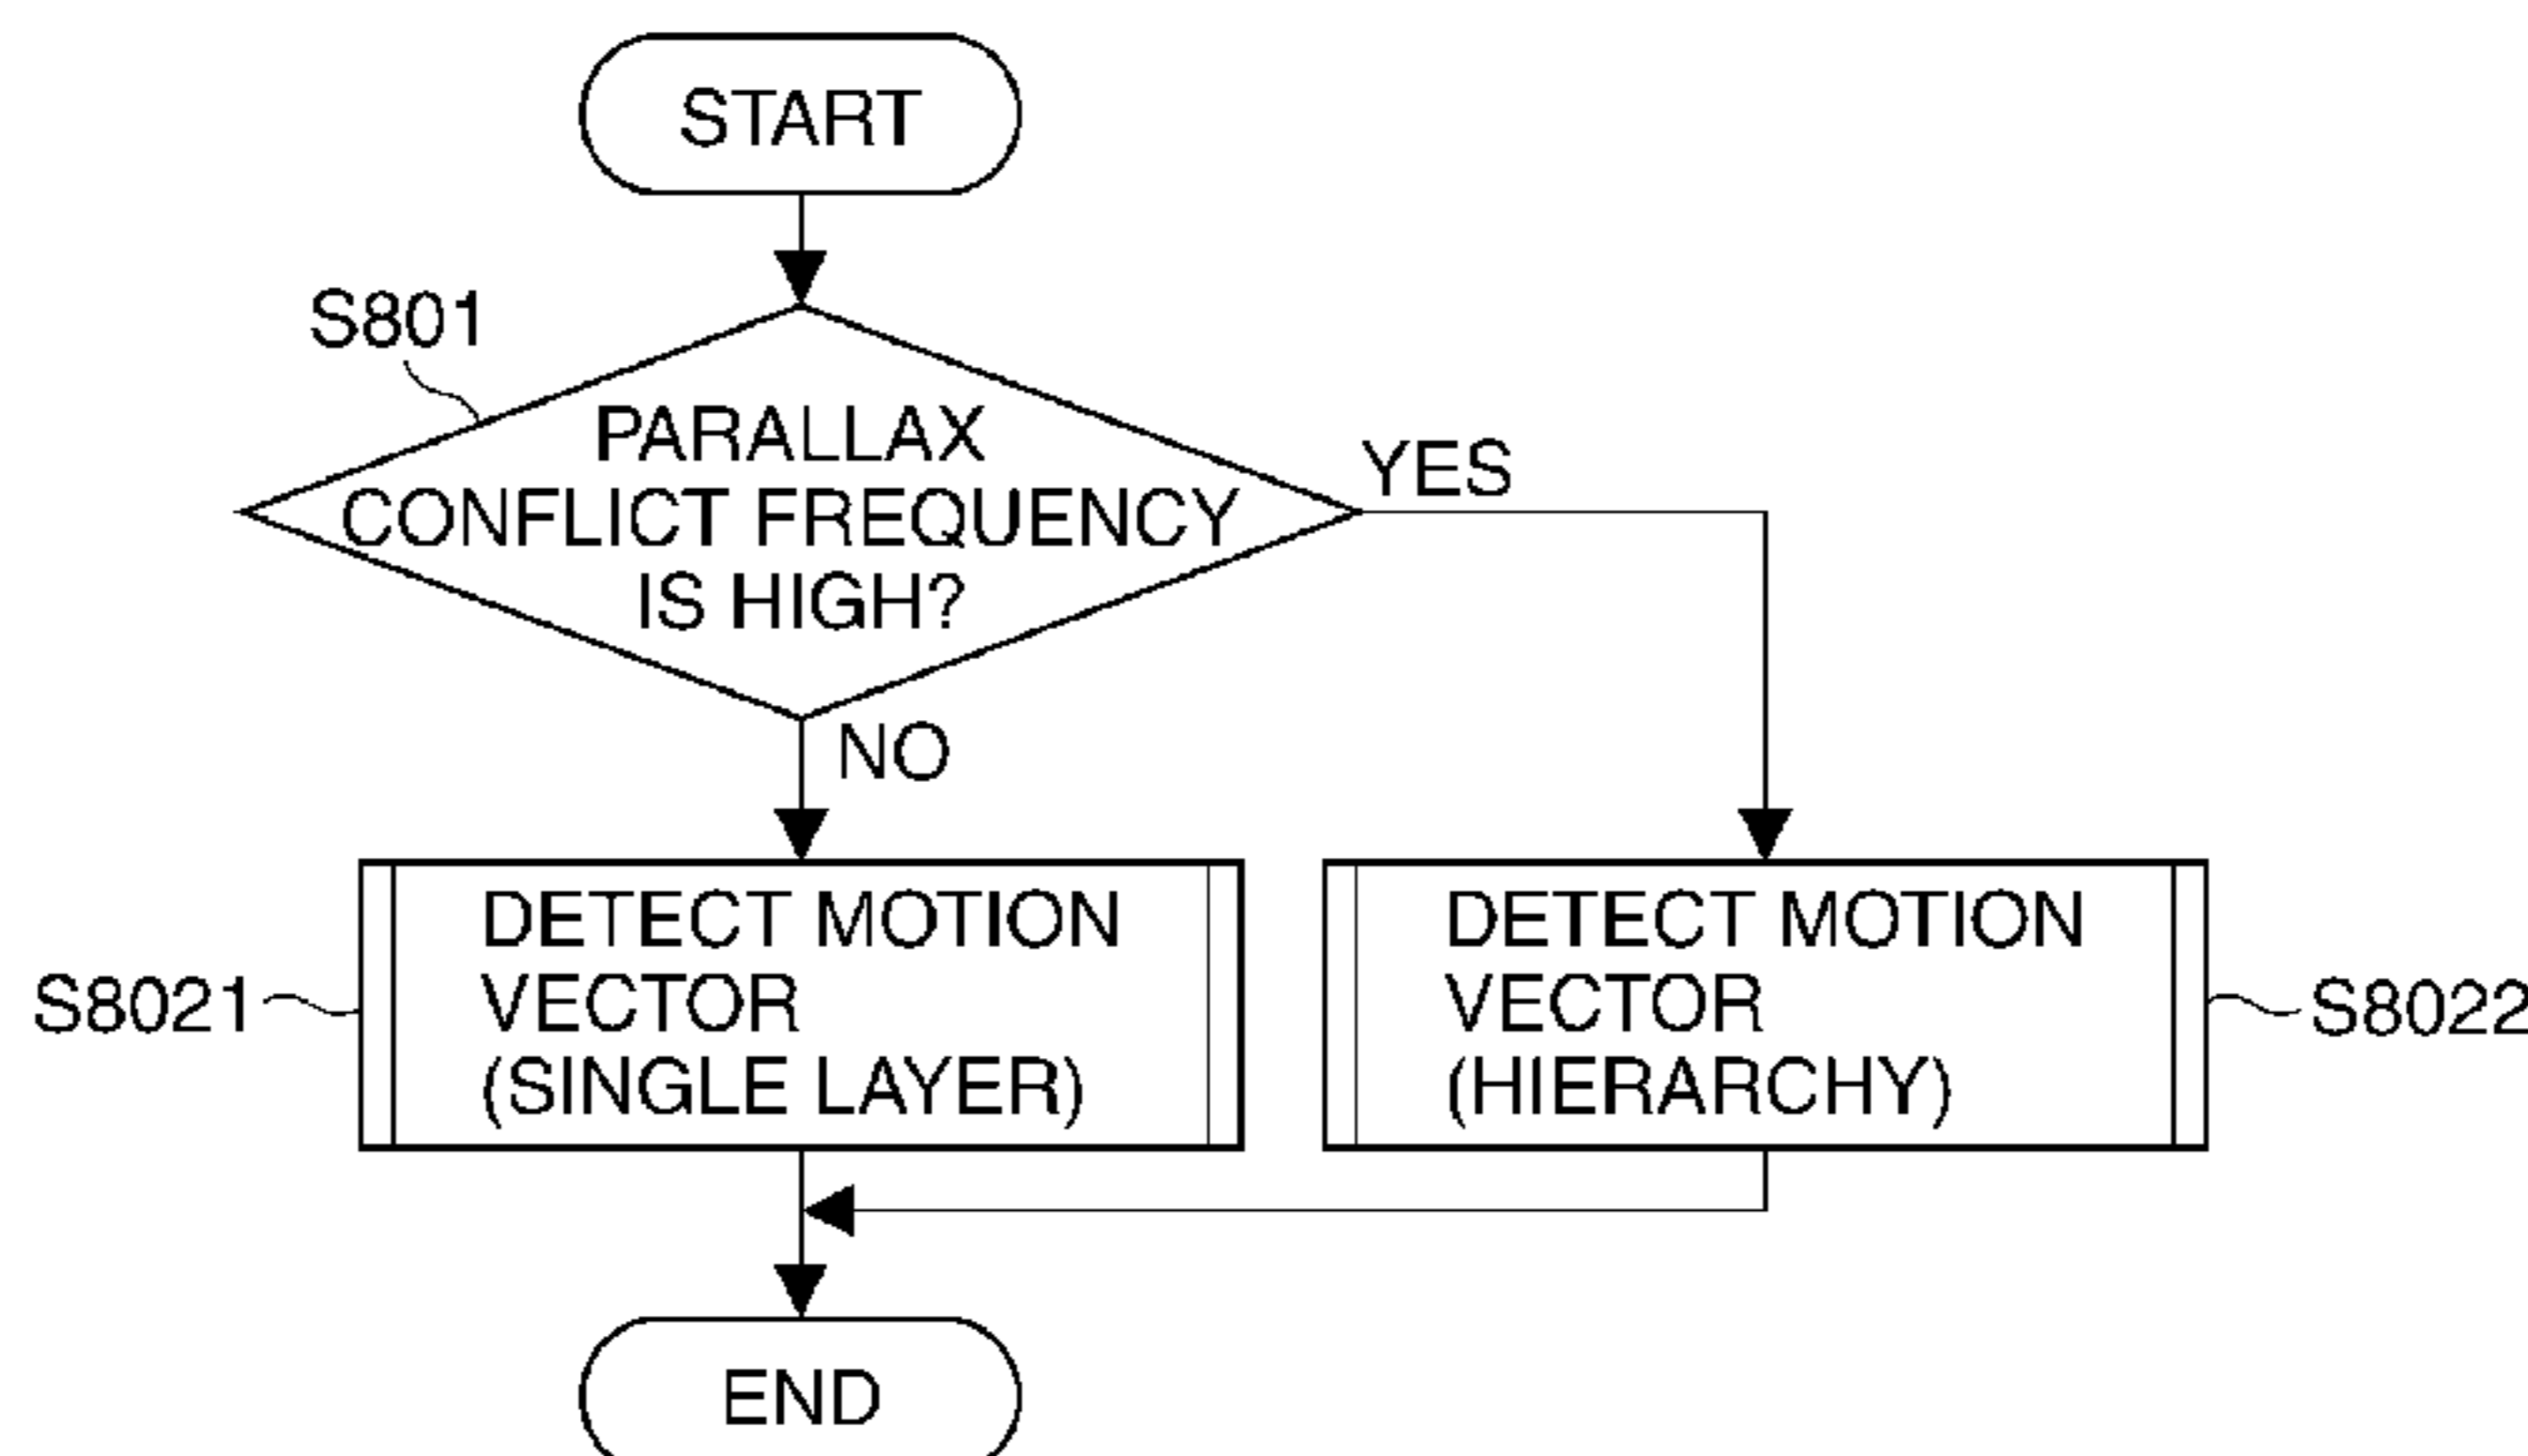 START
S801
PARALLAX
CONFLICT FREQUENCY
IS HIGH?
YES
NO
DETECT MOTION
VECTOR
(SINGLE LAYER)
S8021
DETECT MOTION
VECTOR
(HIERARCHY)
S8022
END